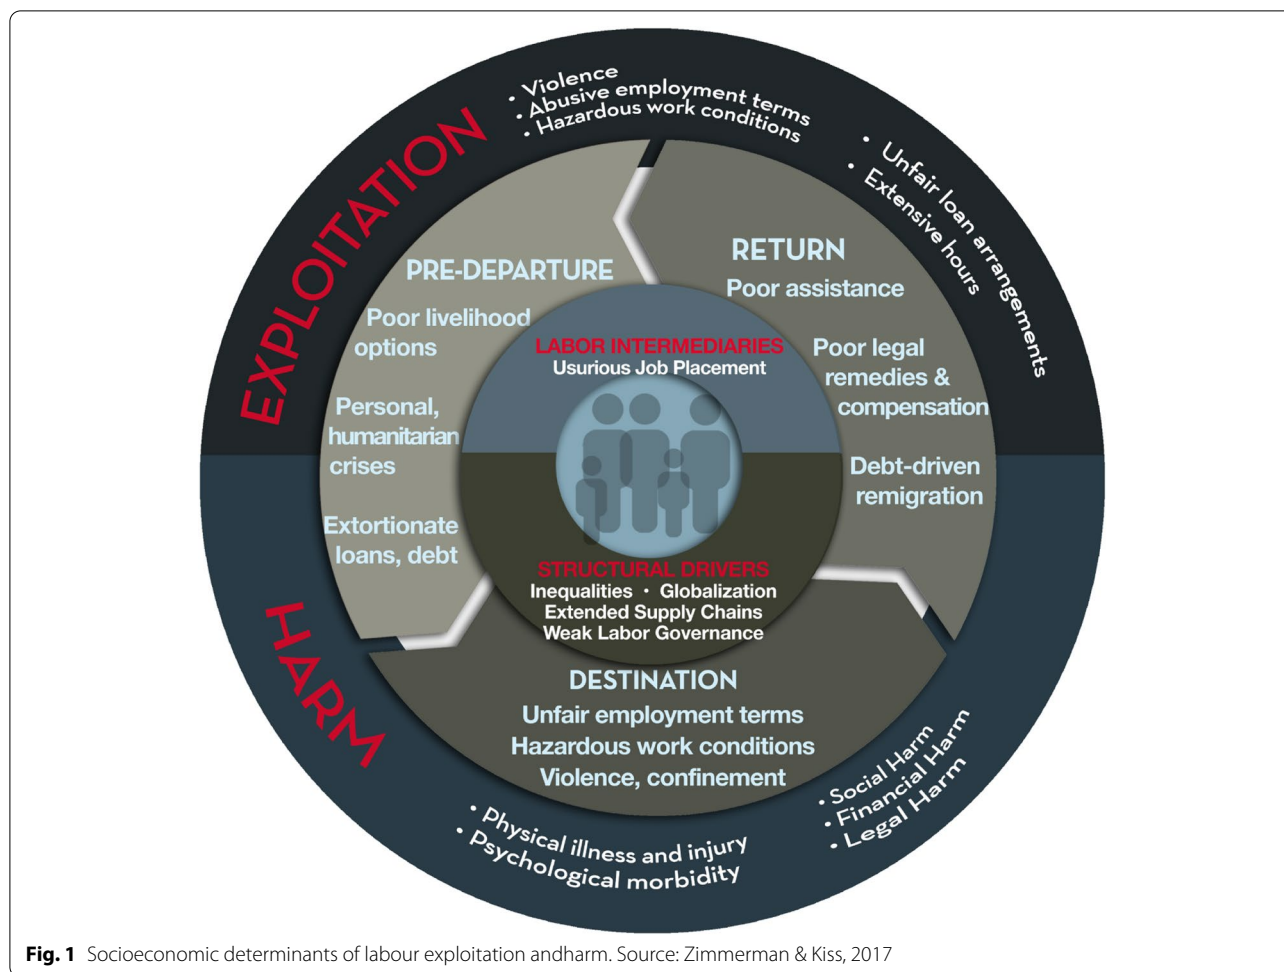 EXPLOITATION
• Violence
• Abusive employment terms
• Hazardous work conditions
• Unfair loan arrangements
• Extensive hours
PRE-DEPARTURE
Poor livelihood
options
Personal,
humanitarian
crises
Extortionate
loans, debt
RETURN
Poor assistance
Poor legal
remedies &
compensation
Debt-driven
remigration
LABOR INTERMEDIARIES
Usurious Job Placement
STRUCTURAL DRIVERS
Inequalities • Globalization
Extended Supply Chains
Weak Labor Governance
DESTINATION
Unfair employment terms
Hazardous work conditions
Violence, confinement
HARM
• Physical illness and injury
• Psychological morbidity
• Social Harm
• Financial Harm
• Legal Harm
Fig. 1 Socioeconomic determinants of labour exploitation andharm. Source: Zimmerman & Kiss, 2017